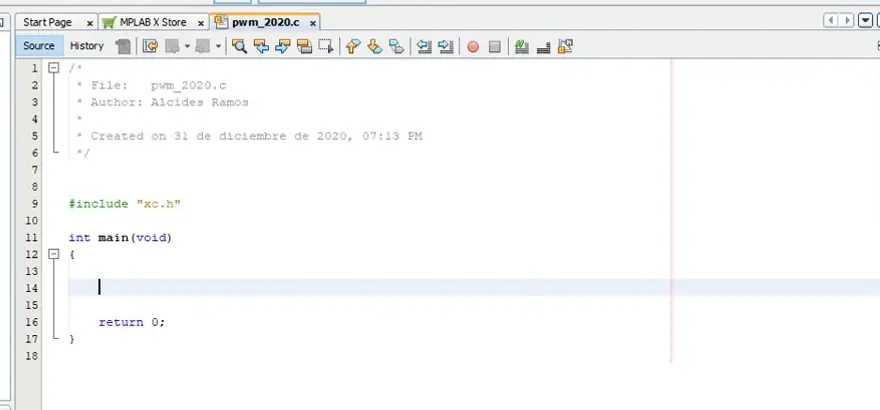 Start Page MPLAB X Store pwm_2020.c
Source History
1 /*
2 * File: pwm_2020.c
3 * Author: Alcides Ramos
4 *
5 * Created on 31 de diciembre de 2020, 07:13 PM
6 */
7
8
9 #include "xc.h"
10
11 int main(void)
12 {
13
14
15
16 return 0;
17 }
18